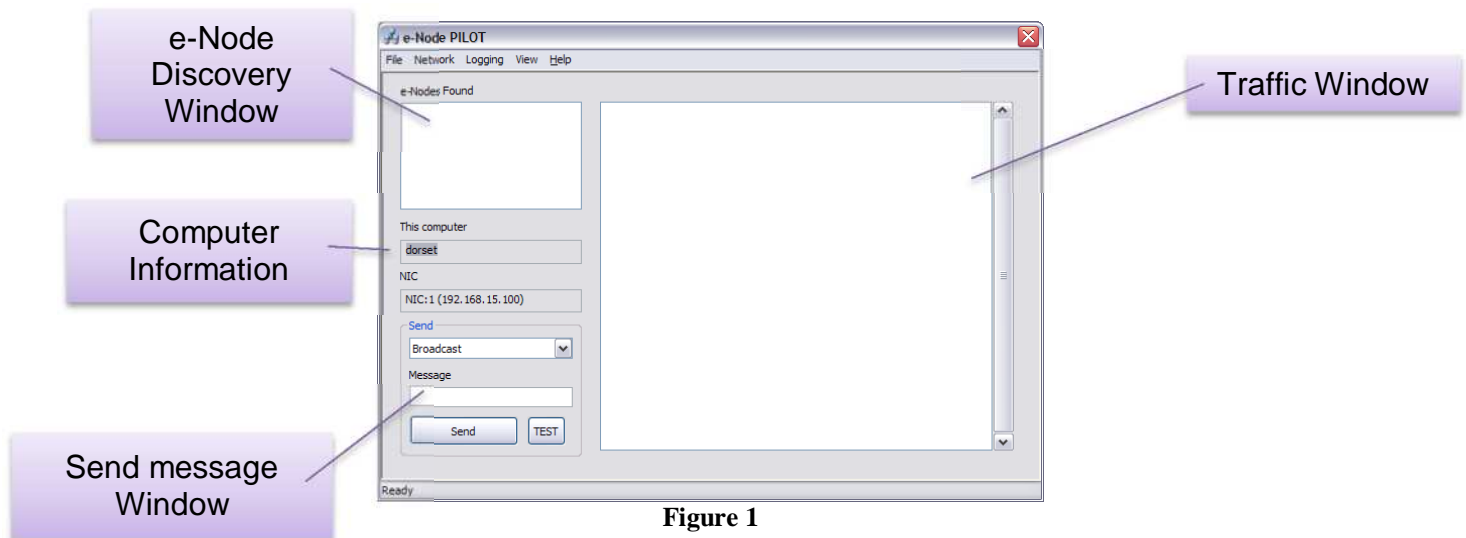 e-Node
Discovery
Window
Computer
Information
Send message
Window
e-Node PILOT
File Network Logging View Help
e-Nodes Found
This computer
dorset
NIC
NIC:1 (192.168.15.100)
Send
Broadcast
Message
Send TEST
Ready
Traffic Window
Figure 1